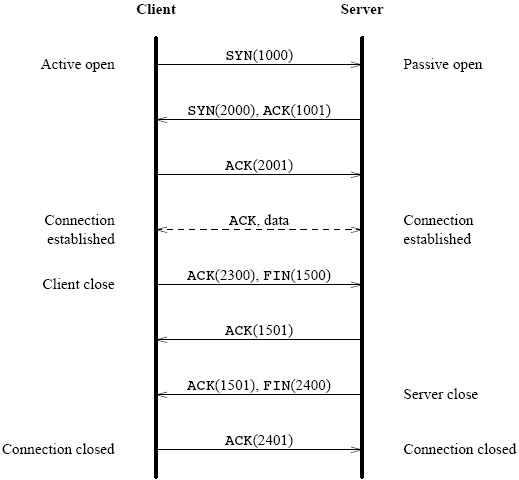 Client Server
SYN(1000)
Active open Passive open
SYN(2000), ACK(1001)
ACK(2001)
Connection established ACK, data Connection established
ACK(2300), FIN(1500)
Client close
ACK(1501)
ACK(1501), FIN(2400)
Server close
ACK(2401)
Connection closed Connection closed